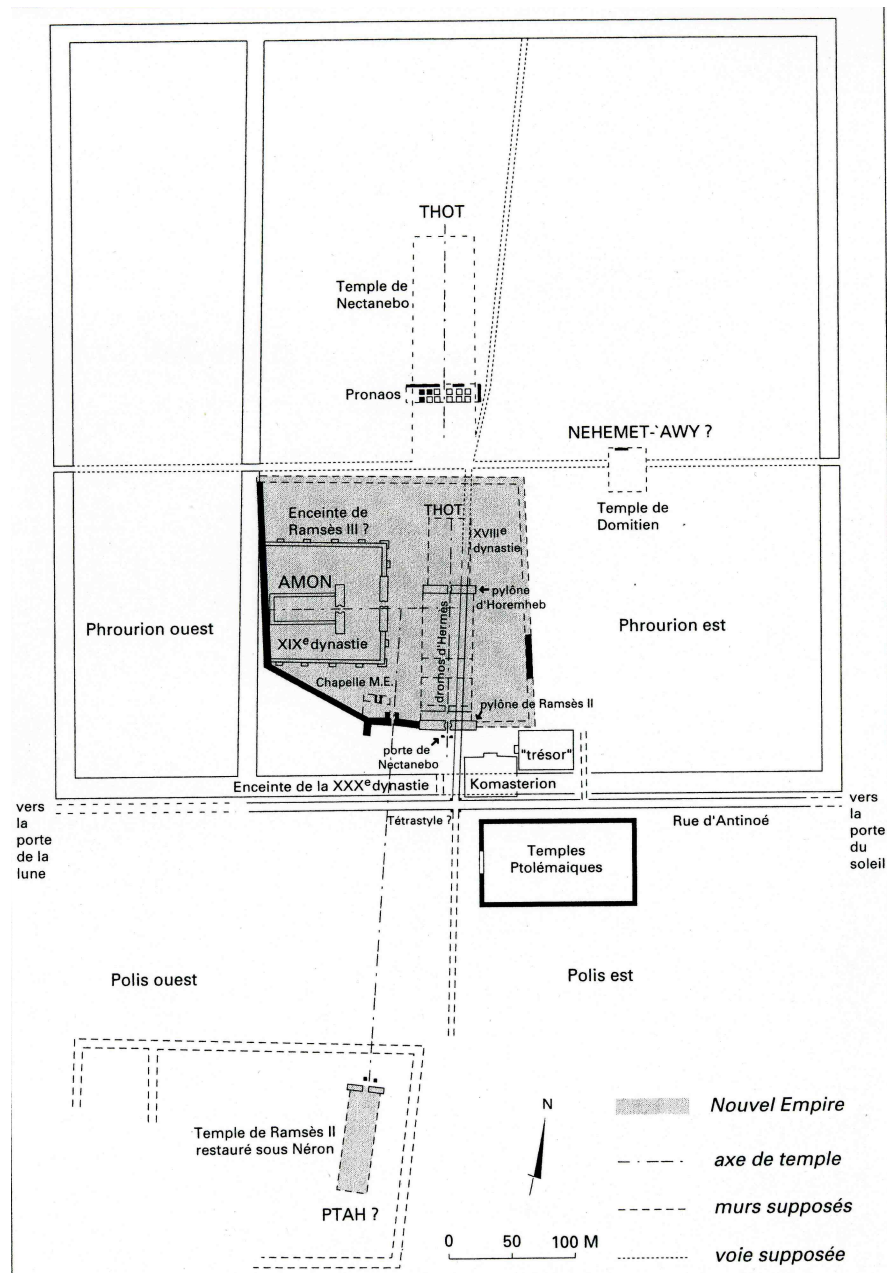 THOT
Temple de
Nectanebo
Pronaos
NEHEMET-`AWY ?
Temple de
Domitien
Enceinte de
Ramsès III ?
THOT
XVIIIe
dynastie
AMON
pylône
d'Horemheb
Phrourion ouest
XIXe dynastie
dromos d'Hermès
Phrourion est
Chapelle M.E.
pylône de Ramsès II
porte de
Nectanebo
"trésor"
Enceinte de la XXXe dynastie
Komasterion
vers
la
porte
de la
lune
Tétrastyle ?
Rue d'Antinoé
vers
la
porte
du
soleil
Temples
Ptolémaiques
Polis ouest
Polis est
Temple de Ramsès II
restauré sous Néron
PTAH ?
N
0 50 100 M
Nouvel Empire
axe de temple
murs supposés
voie supposée